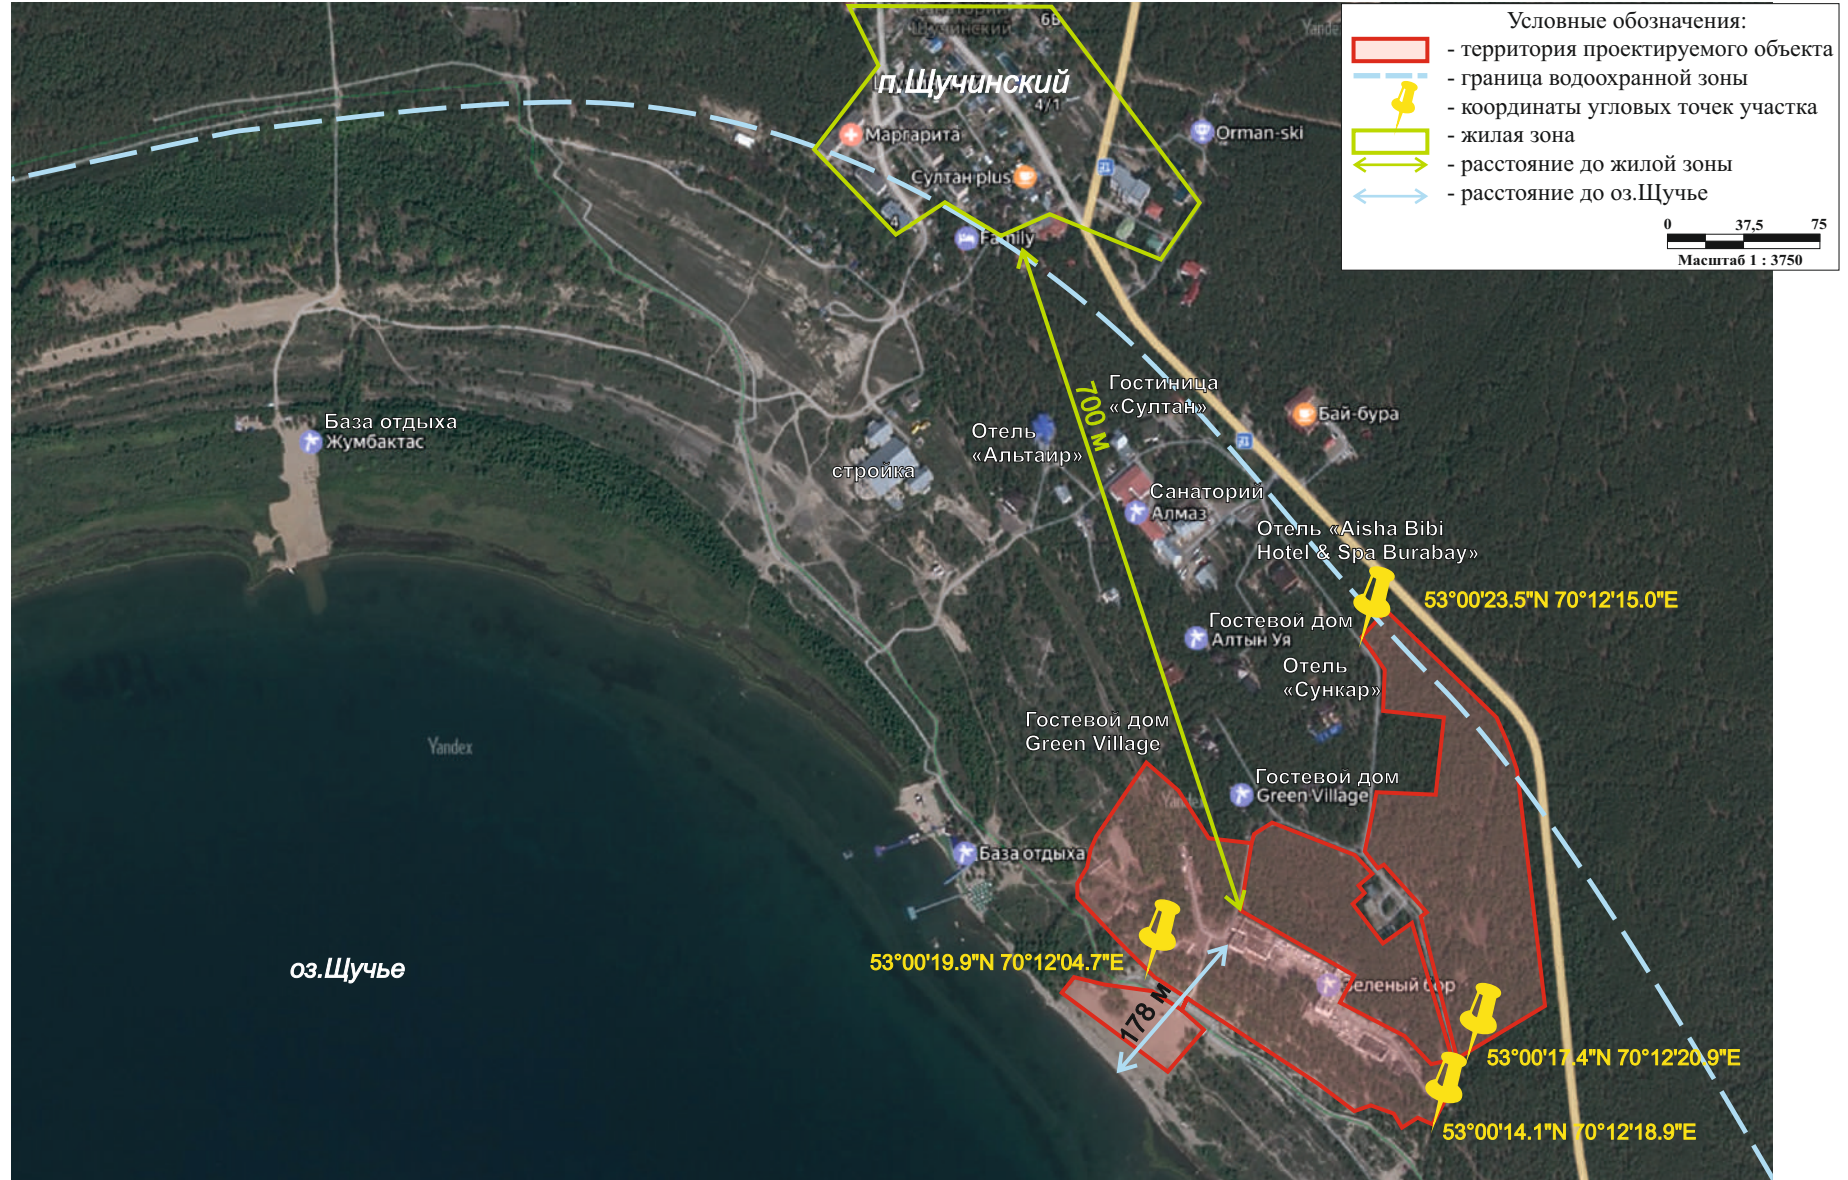 Условные обозначения:
- территория проектируемого объекта
- граница водоохранной зоны
- координаты угловых точек участка
- жилая зона
- расстояние до жилой зоны
- расстояние до оз.Щучье
0 37,5 75
Масштаб 1 : 3750
6В
Щучинский
п.Щучинский
4/1
Маргарита
Orman-ski
Султан plus
4
Family
700 м
Гостиница
«Султан»
Бай-бура
База отдыха
Жумбактас
Отель
«Альтаир»
стройка
Санаторий
Алмаз
Отель «Aisha Bibi
Hotel & Spa Burabay»
53°00'23.5"N 70°12'15.0"E
Гостевой дом
Алтын Уя
Отель
«Сункар»
Гостевой дом
Green Village
Yandex
Гостевой дом
Green Village
База отдыха
53°00'19.9"N 70°12'04.7"E
оз.Щучье
178 м
Зеленый бор
53°00'17.4"N 70°12'20.9"E
53°00'14.1"N 70°12'18.9"E